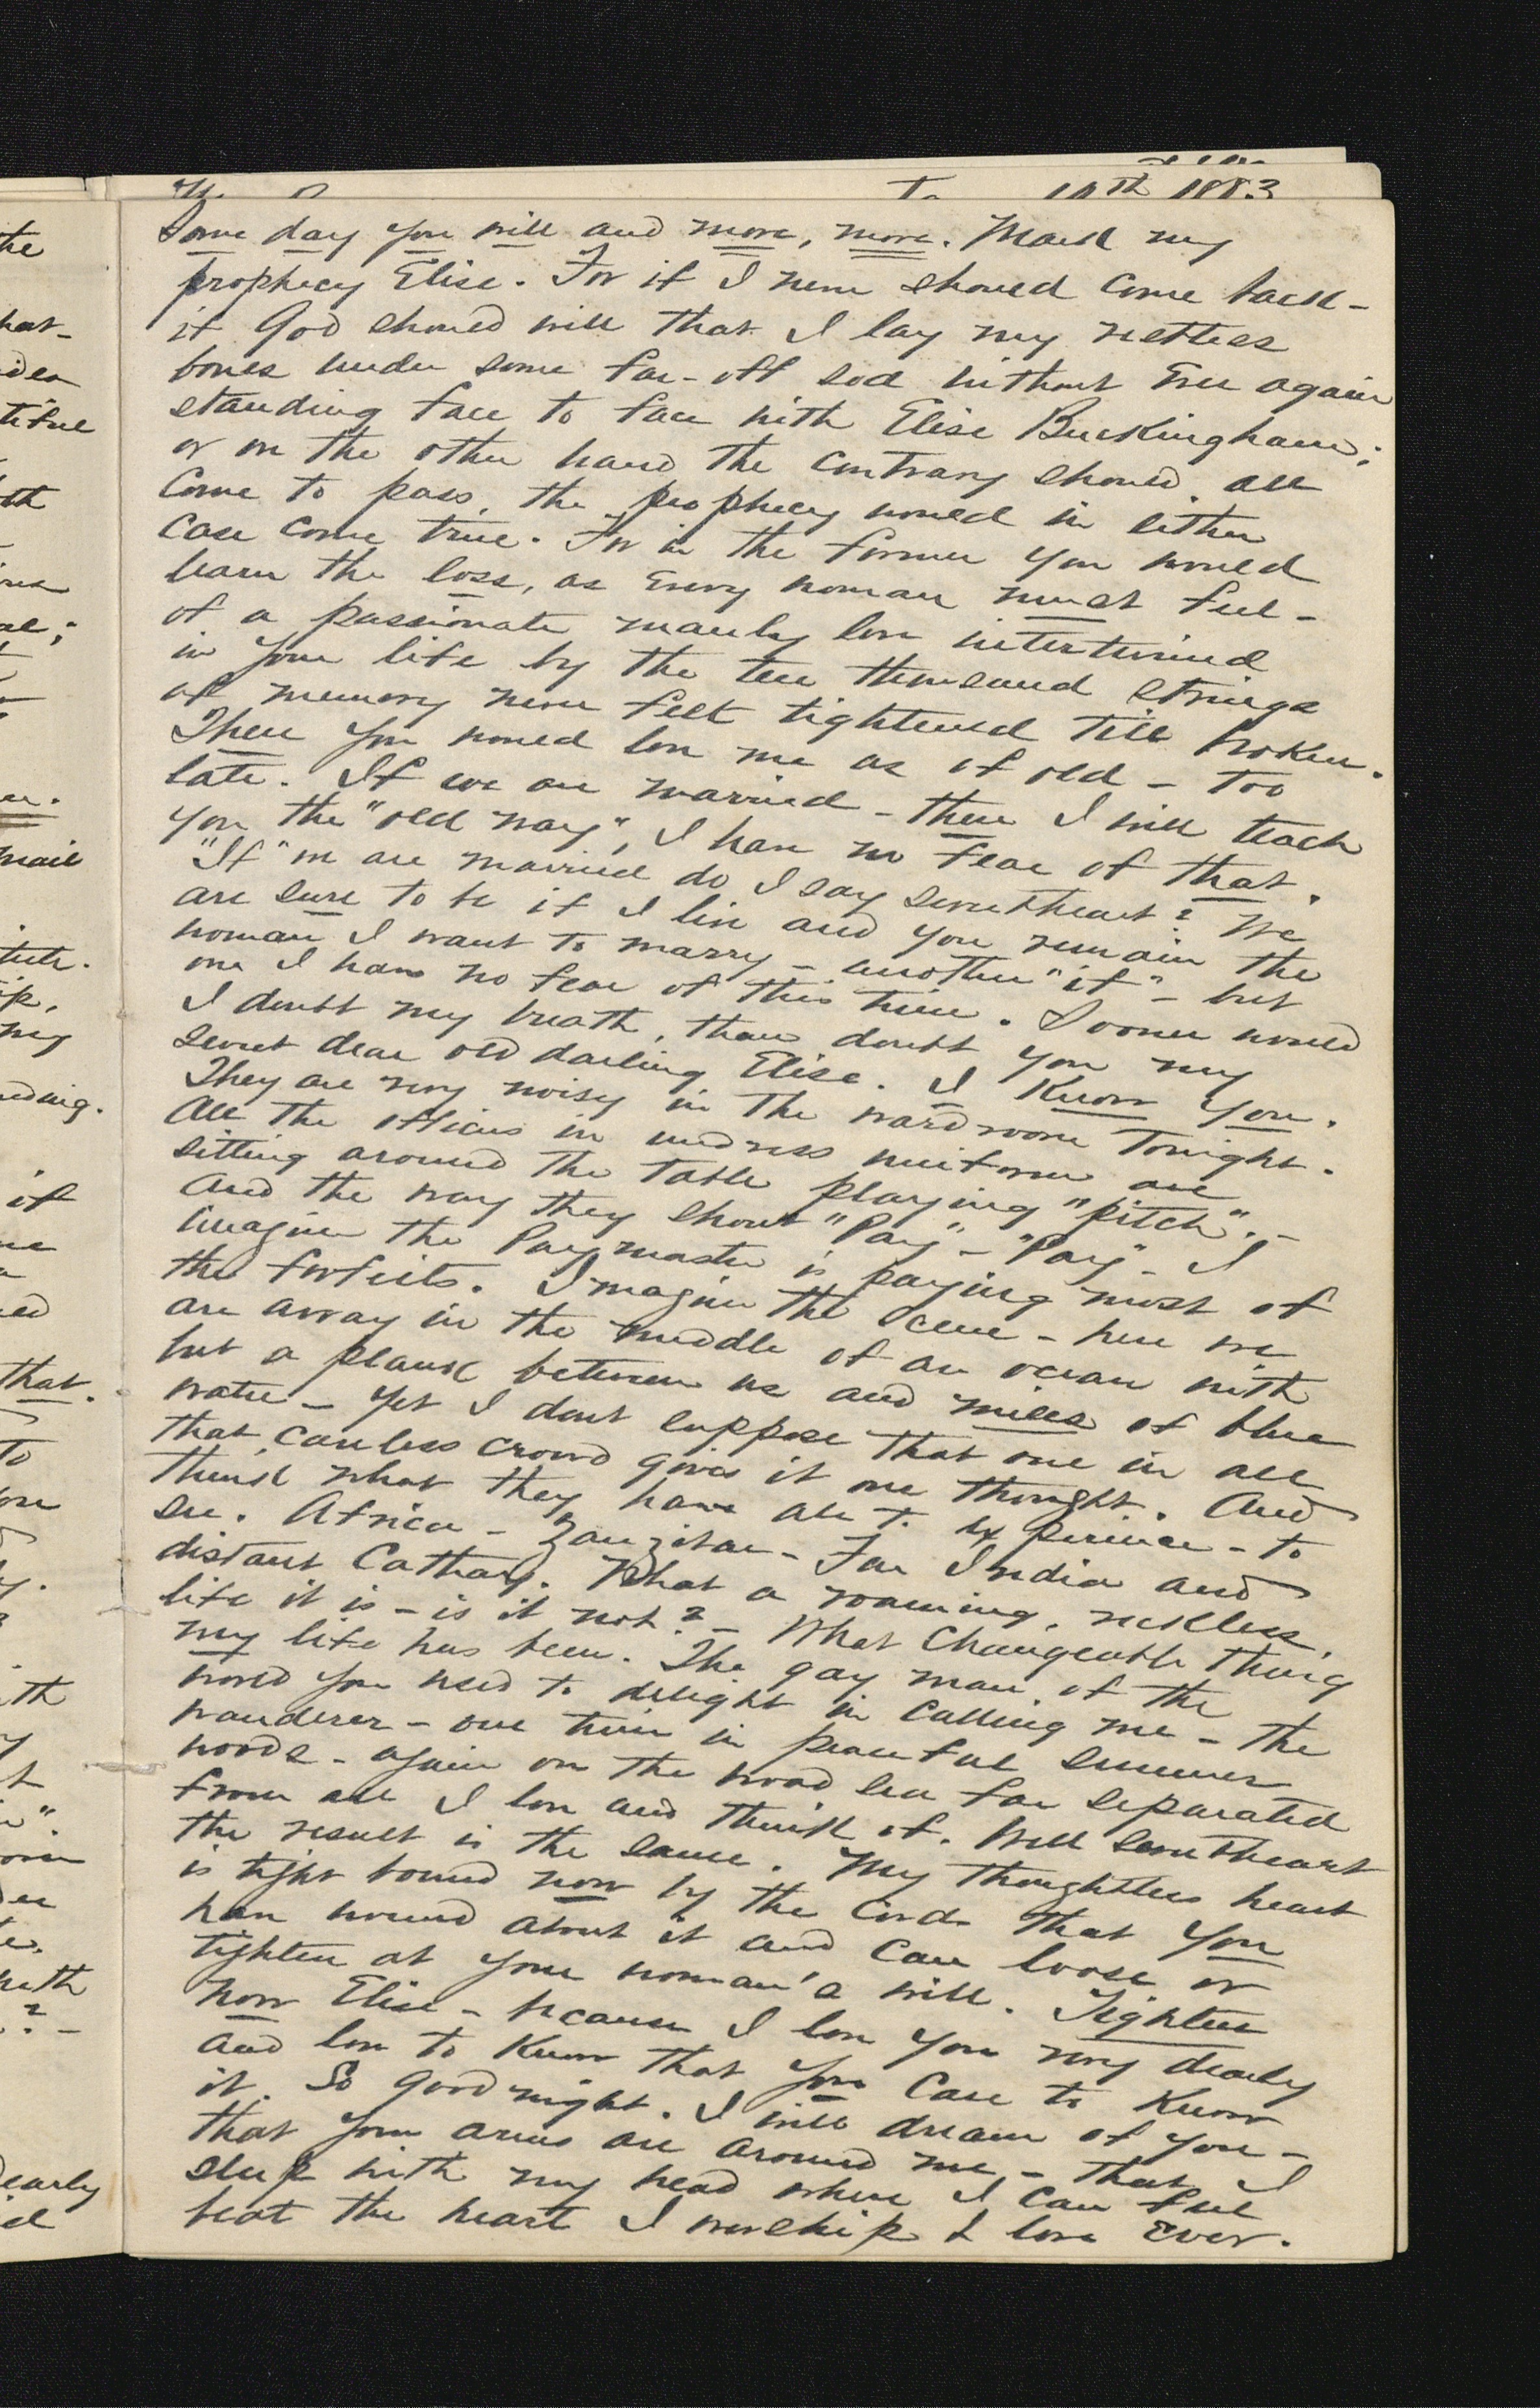 10th 1883
Some day you will and more, more. Mark my
prophecy Elise. For if I never should come back -
if God should will that I lay my restless
bones under some far-off sod without ever again
standing face to face with Elise Buckingham;
or on the other hand the contrary should all
come to pass, the prophecy would in either
case come true. For in the former you would
learn the loss, as every woman must feel -
of a passionate manly love intertwined
in your life by the ten thousand strings
of memory never felt tightened till broken.
Then you would love me as of old - too
late. If we are married - then I will teach
you the "old way", I have no fear of that.
"If" we are married do I say sweetheart? We
are sure to be if I live and you remain the
woman I want to marry - another "if" - but
one I have no fear of this time. Sooner would
I doubt my breath, than doubt you my
sweet dear old darling Elise. I know you.
They are very noisy in the wardroom tonight.
All the officers in undress uniform are
sitting around the table playing "pitch". -
And the way they shout "Pay" - "Pay" - I
imagine the Paymaster is paying most of
the forfeits. Imagine the scene - here we
are away in the middle of an ocean with
but a plank between us and miles of blue
water - yet I dont suppose that one in all
that careless crowd gives it one thought. And
think what they have all to experience - to
see. Africa - Zanzibar - Far India and
distant Cathay. What a roaming, reckless,
life it is - is it not? - What changeable thing
my life has been. The gay man of the
world you used to delight in calling me - the
wanderer - one time in peaceful summer
woods - again on the broad sea far separated
from all I love and think of. Well sweetheart
the result is the same. My thoughtless heart
is tight bound now by the cords that you
have wound about it and can loose or
tighten at your woman's will. Tighten
now Elise - because I love you very dearly
and love to know that you care to know
it. So good night. I will dream of you -
that your arms are around me, - that I
sleep with my head where I can feel
beat the heart I worship & love ever.